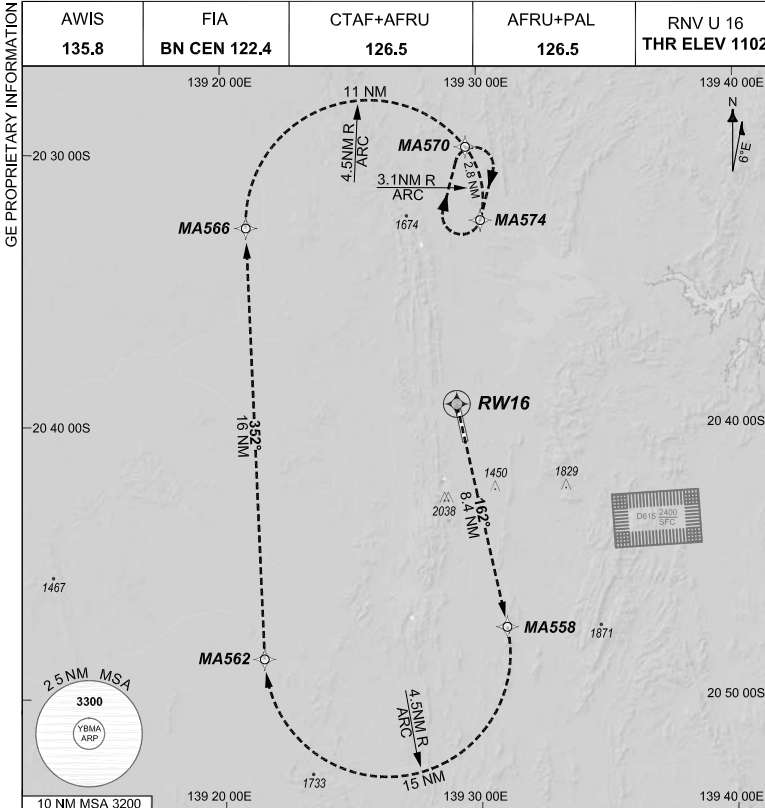 GE PROPRIETARY INFORMATION
AWIS
135.8
FIA
BN CEN 122.4
CTAF+AFRU
126.5
AFRU+PAL
126.5
RNV U 16
THR ELEV 1102
139 20 00E
139 30 00E
139 40 00E
11 NM
N
6°E
4.5NM R
ARC
MA570
-20 30 00S
2.8 NM
3.1NM R
ARC
MA574
1674
MA566
RW16
-20 40 00S
20 40 00S
352°
16 NM
1450
1829
2038
162°
8.4 NM
D615 2400
SFC
1467
MA558
1871
MA562
25NM MSA
3300
YBMA
ARP
20 50 00S
4.5NM R
ARC
15 NM
1733
10 NM MSA 3200
139 20 00E
139 30 00E
139 40 00E